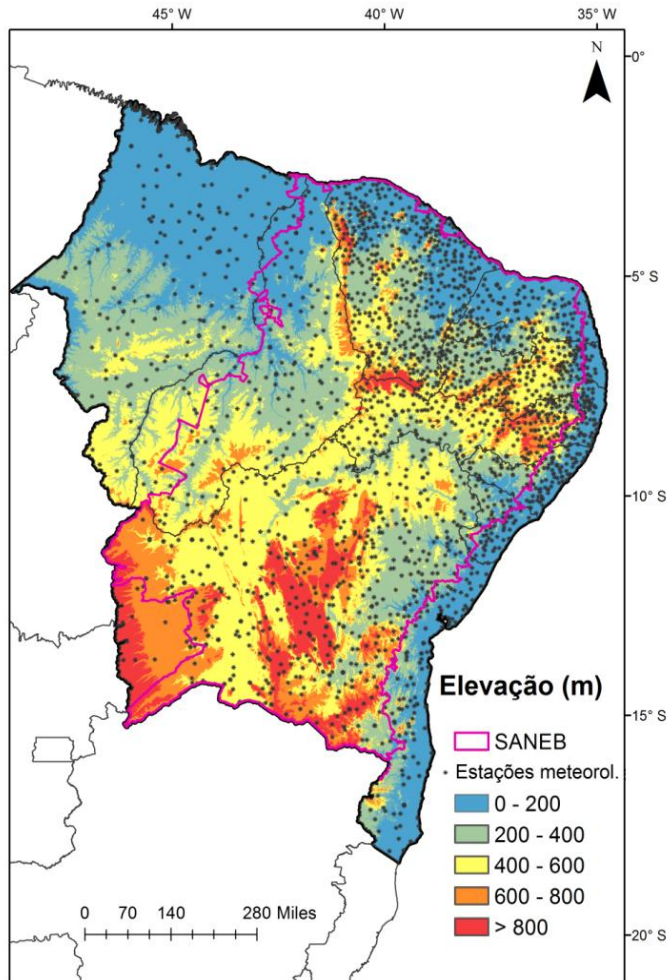 45° W 40° W 35° W
N
0°
5° S
10° S
Elevação (m)
15° S
SANEB
Estações meteorol.
0 - 200
200 - 400
400 - 600
600 - 800
> 800
0 70 140 280 Miles
20° S